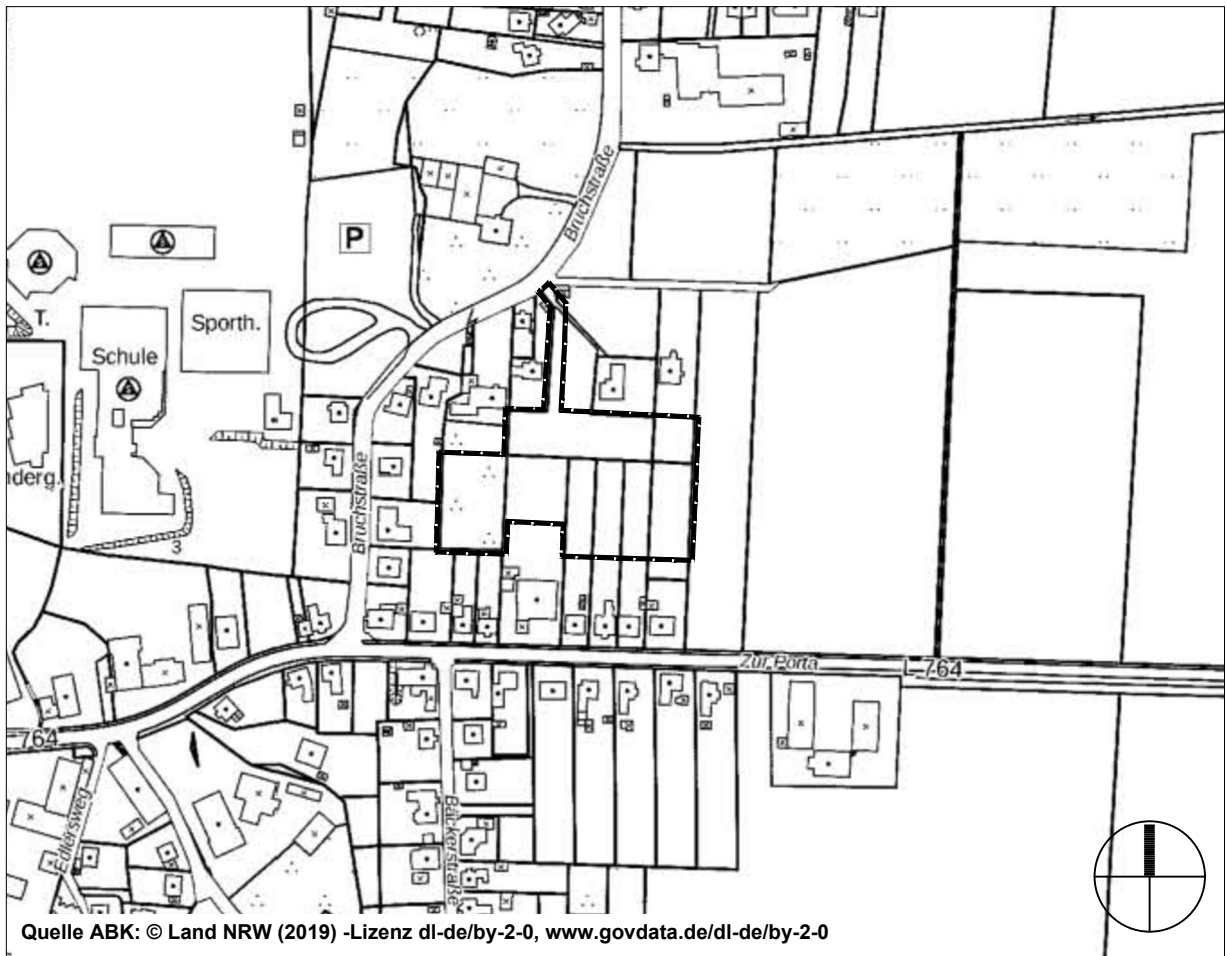 Bruchstraße
P
T.
Sporth.
Schule
nderg.
Bruchstraße
3
Zur Porta
L 764
764
Edlersweg
Bäckerstraße
Quelle ABK: © Land NRW (2019) -Lizenz dl-de/by-2-0, www.govdata.de/dl-de/by-2-0